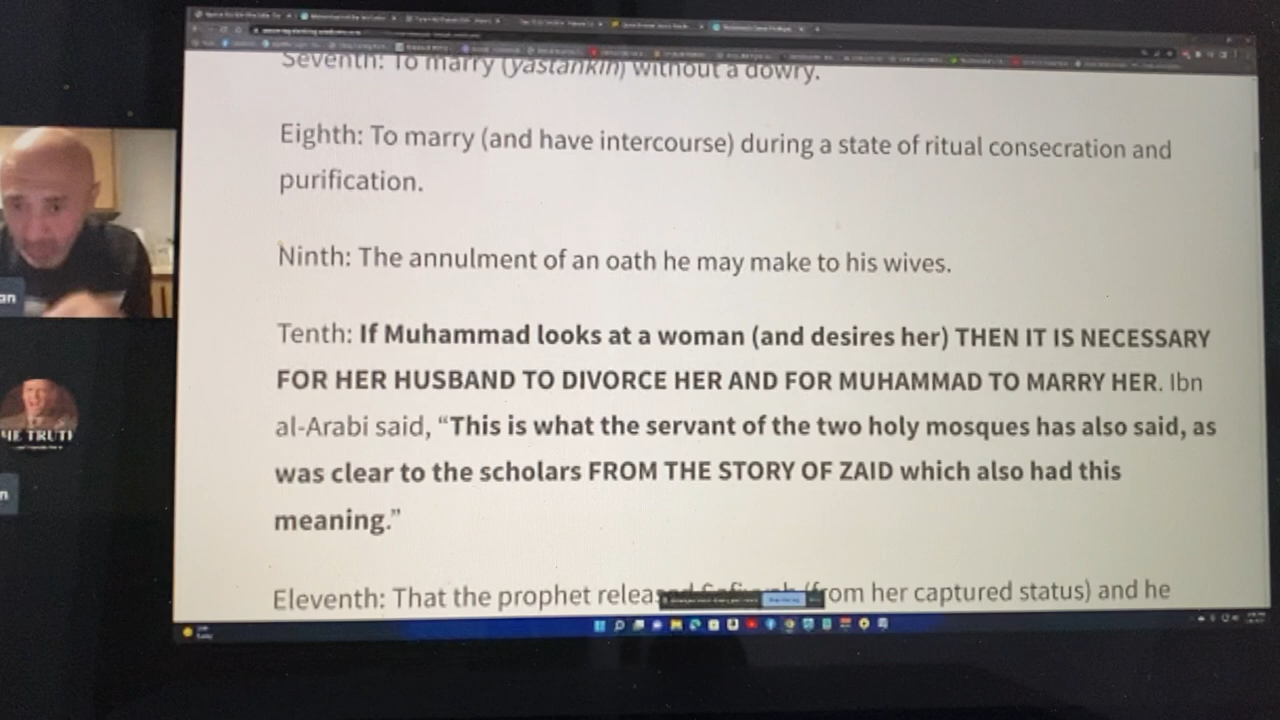 Seventh: To marry (yastankih) without a dowry.
Eighth: To marry (and have intercourse) during a state of ritual consecration and
purification.
Ninth: The annulment of an oath he may make to his wives.
Tenth: If Muhammad looks at a woman (and desires her) THEN IT IS NECESSARY
FOR HER HUSBAND TO DIVORCE HER AND FOR MUHAMMAD TO MARRY HER. Ibn
al-Arabi said, “This is what the servant of the two holy mosques has also said, as
was clear to the scholars FROM THE STORY OF ZAID which also had this
meaning.”
Eleventh: That the prophet (from her captured status) and he
an
HE TRUTH
n